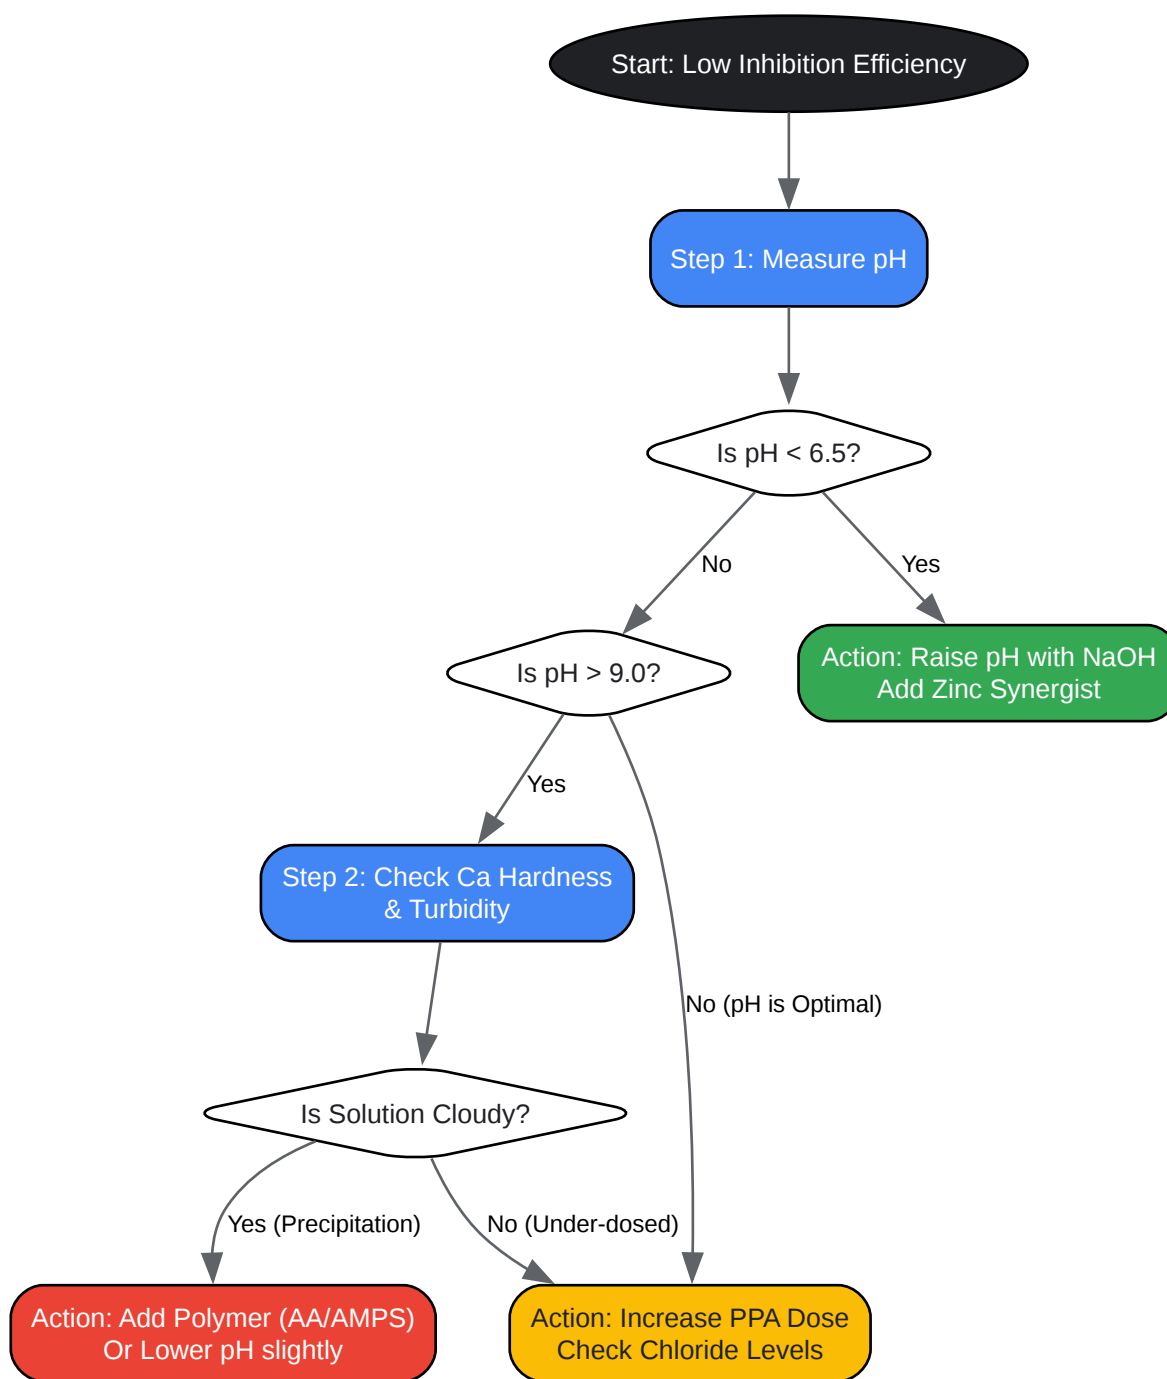 Start: Low Inhibition Efficiency
Step 1: Measure pH
Is pH < 6.5?
No
Yes
Is pH > 9.0?
Action: Raise pH with NaOH
Add Zinc Synergist
Yes
Step 2: Check Ca Hardness
& Turbidity
No (pH is Optimal)
Is Solution Cloudy?
Yes (Precipitation)
No (Under-dosed)
Action: Add Polymer (AA/AMPS)
Or Lower pH slightly
Action: Increase PPA Dose
Check Chloride Levels